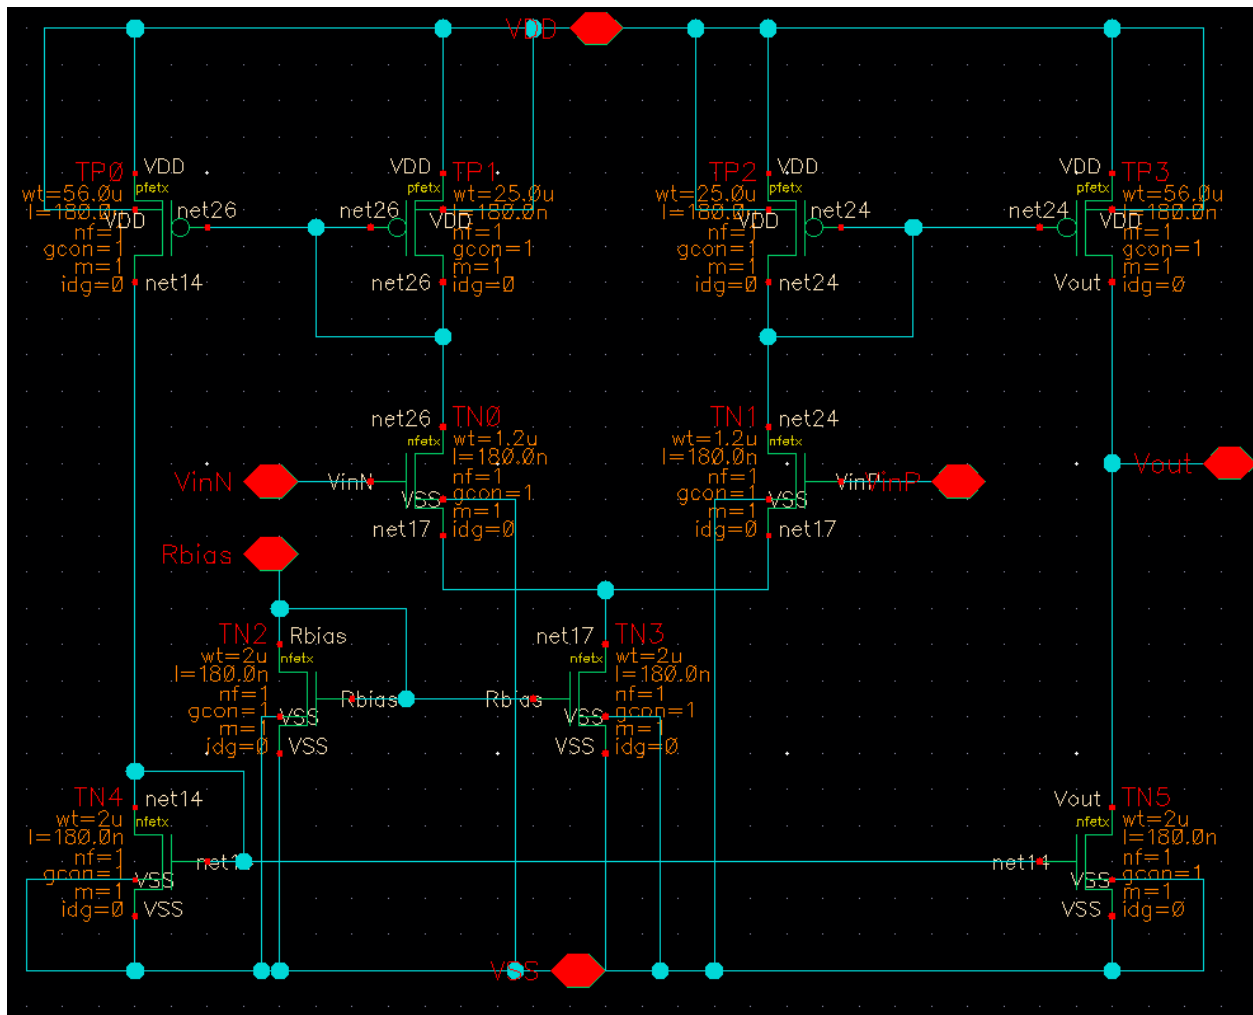 VDD
TP0
VDD
pfetx
wt=56.0u
l=180.0n
VDD
net26
nf=1
gcon=1
m=1
idg=0
net14
VDD
TP1
pfetx
wt=25.0u
l=180.0n
net26
VDD
nf=1
gcon=1
m=1
idg=0
net26
TP2
VDD
pfetx
wt=25.0u
l=180.0n
VDD
net24
nf=1
gcon=1
m=1
idg=0
net24
VDD
TP3
pfetx
wt=56.0u
l=180.0n
net24
VDD
nf=1
gcon=1
m=1
idg=0
Vout
net26
TN0
nfetx
wt=1.2u
l=180.0n
VinN
VinN
nf=1
gcon=1
VSS
m=1
idg=0
net17
TN1
net24
nfetx
wt=1.2u
l=180.0n
nf=1
VinP
VinP
gcon=1
VSS
m=1
idg=0
net17
Vout
Rbias
TN2
Rbias
nfetx
wt=2u
l=180.0n
nf=1
Rbias
gcon=1
VSS
m=1
idg=0
VSS
net17
TN3
nfetx
wt=2u
l=180.0n
Rbias
nf=1
gcon=1
VSS
m=1
idg=0
VSS
TN4
net14
nfetx
wt=2u
l=180.0n
nf=1
gcon=1
VSS
m=1
idg=0
VSS
Vout
TN5
nfetx
wt=2u
l=180.0n
net14
nf=1
gcon=1
VSS
m=1
idg=0
VSS
VSS